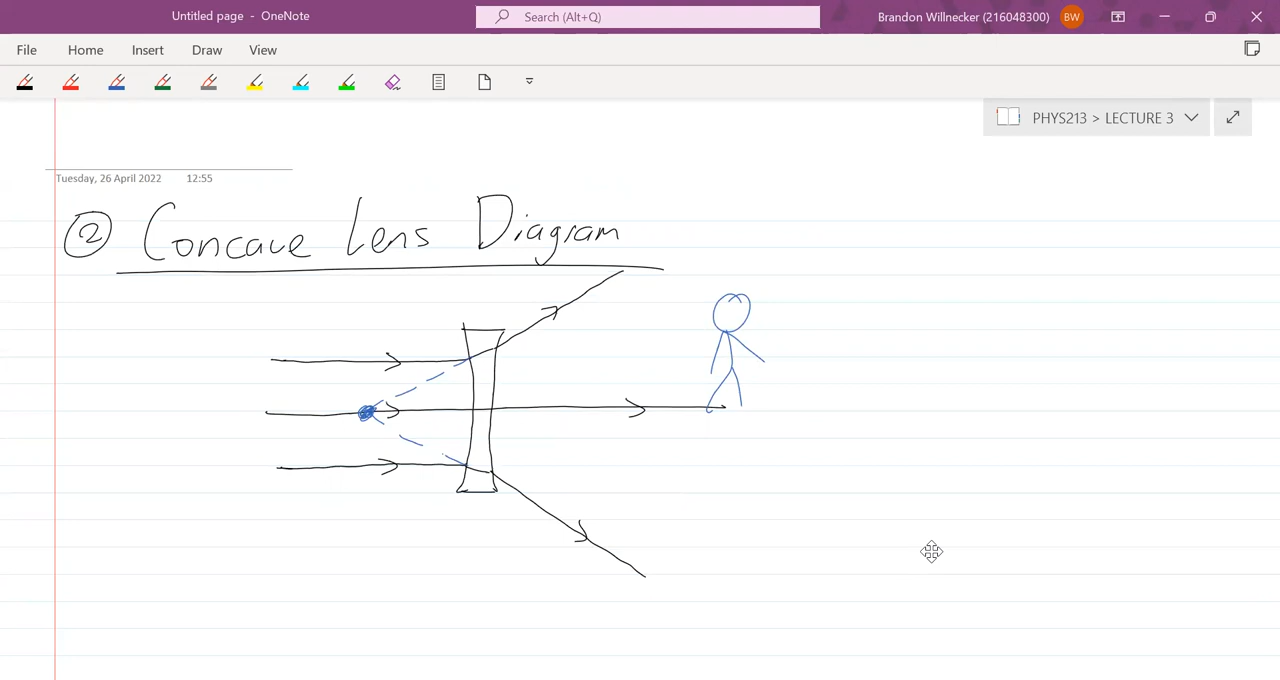 Untitled page - OneNote
Search (Alt+Q)
Brandon Willnecker (216048300)
BW
File Home Insert Draw View
PHYS213 > LECTURE 3
Tuesday, 26 April 2022 12:55
② Concave Lens Diagram